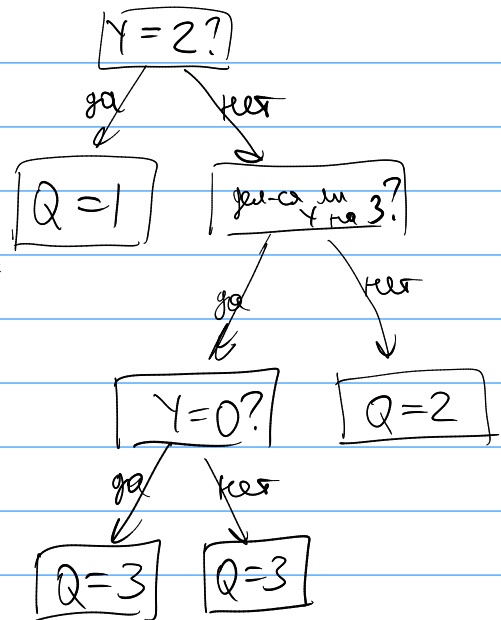 Y = 2?
да
нет
Q = 1
дел-ся ли
Y на 3?
да
нет
Y = 0?
Q = 2
да
нет
Q = 3
Q = 3